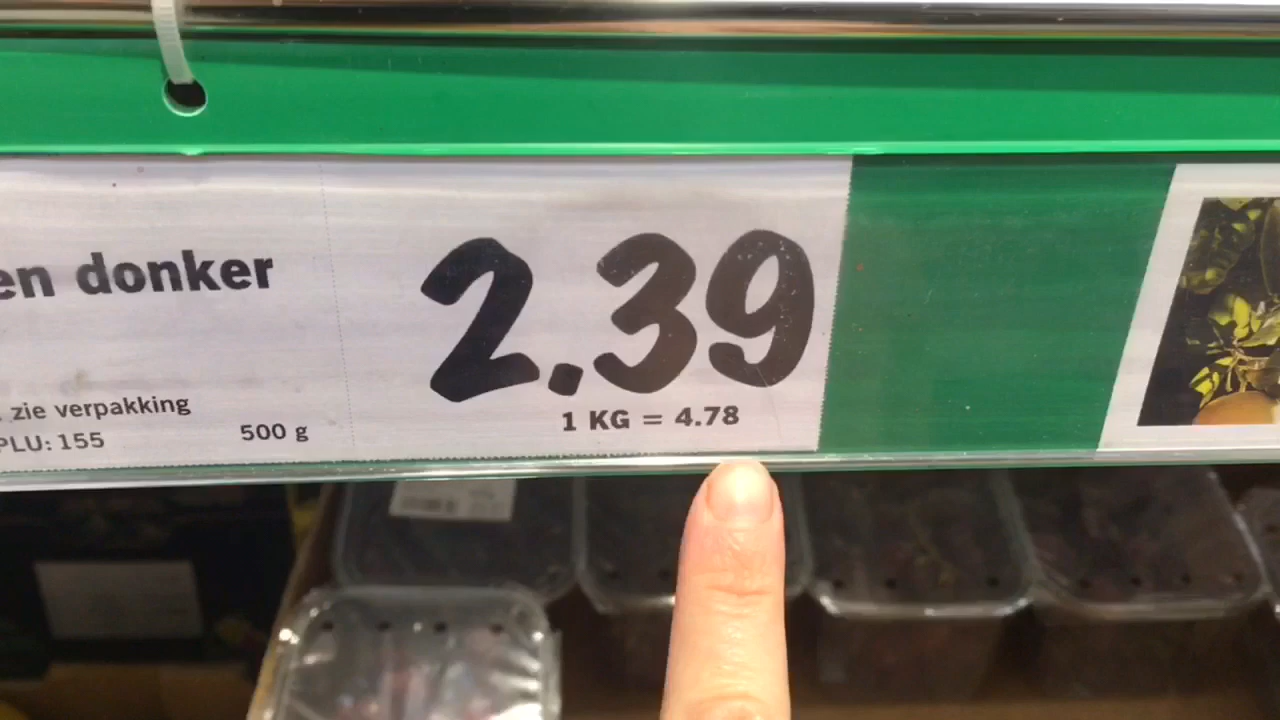 en donker
2.39
zie verpakking
1 KG = 4.78
PLU: 155
500 g